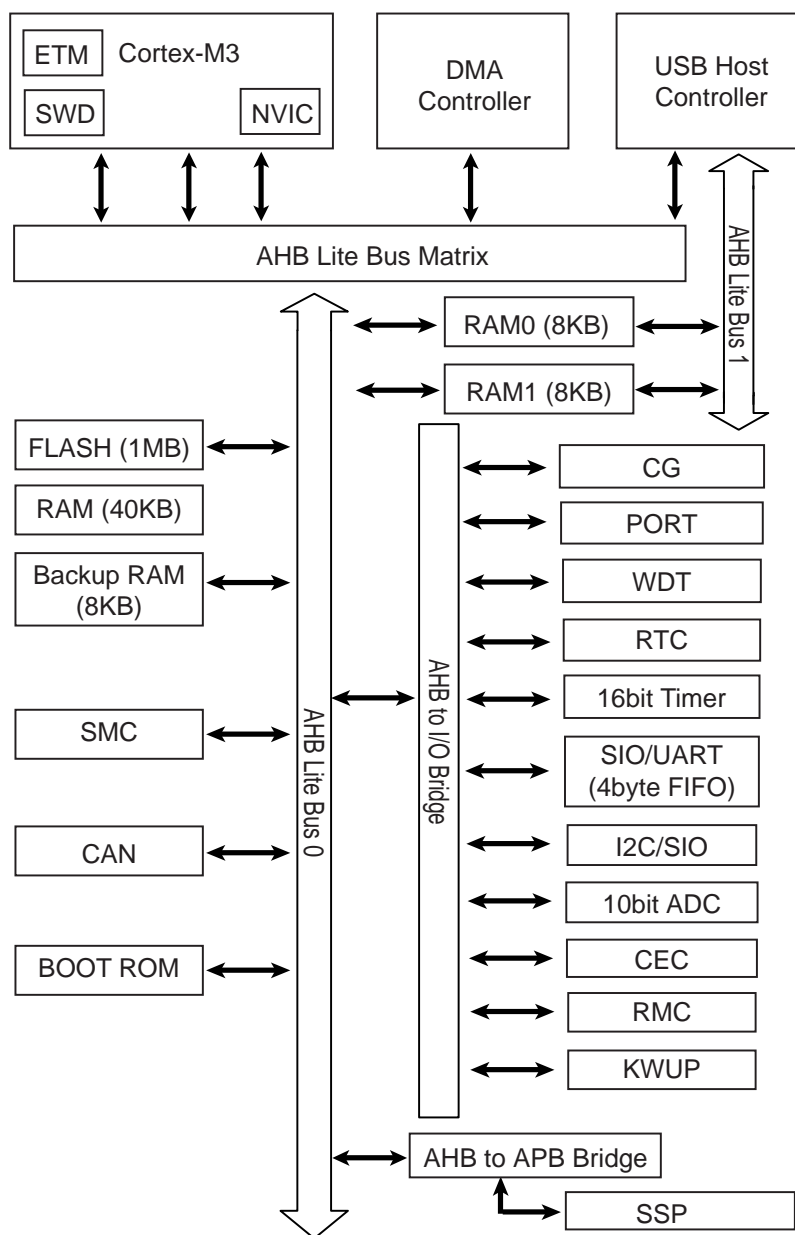 ETM
Cortex-M3
SWD
NVIC
DMA
Controller
USB Host
Controller
AHB Lite Bus Matrix
AHB Lite Bus 1
RAM0 (8KB)
RAM1 (8KB)
FLASH (1MB)
RAM (40KB)
Backup RAM
(8KB)
SMC
CAN
BOOT ROM
AHB Lite Bus 0
AHB to I/O Bridge
CG
PORT
WDT
RTC
16bit Timer
SIO/UART
(4byte FIFO)
I2C/SIO
10bit ADC
CEC
RMC
KWUP
AHB to APB Bridge
SSP